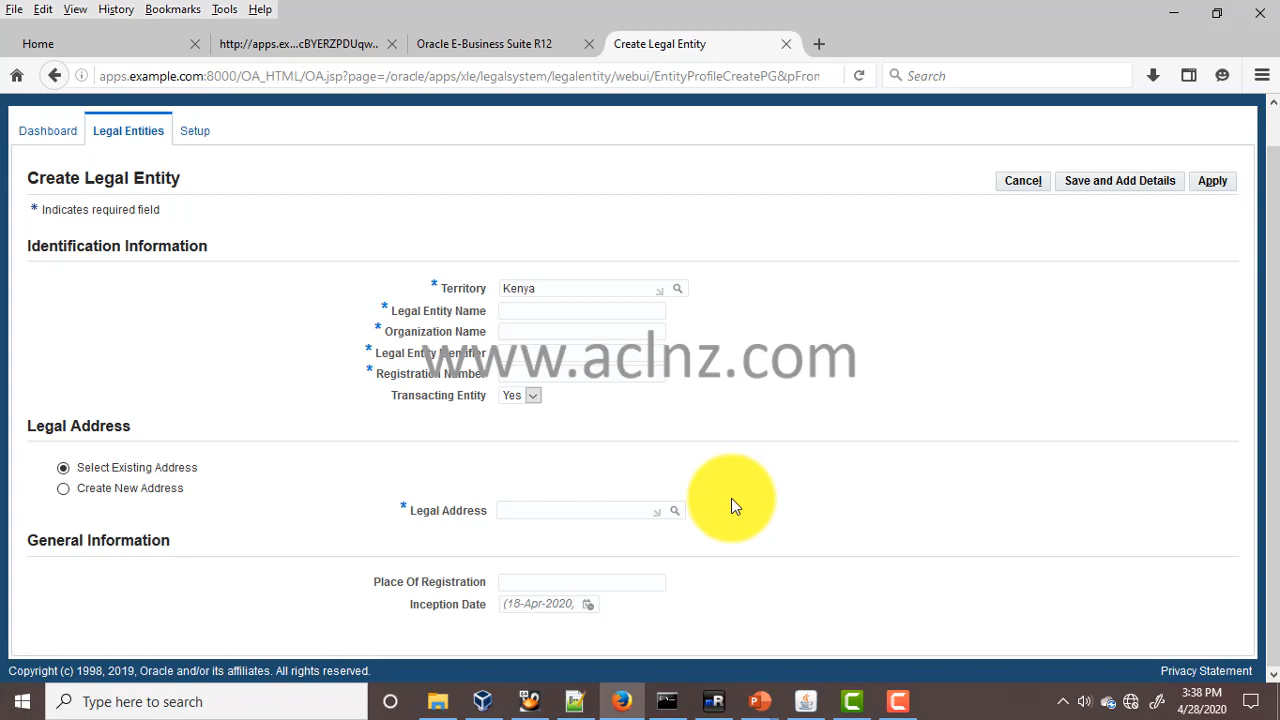 File Edit View History Bookmarks Tools Help
Home
http://apps.ex...cBYERZPDUqw..
Oracle E-Business Suite R12
Create Legal Entity
apps.example.com:8000/OA_HTML/OA.jsp?page=/oracle/apps/xle/legalsystem/legalentity/webui/EntityProfileCreatePG&pFron
Search
Dashboard Legal Entities Setup
Create Legal Entity
Cancel Save and Add Details Apply
* Indicates required field
Identification Information
* Territory Kenya
* Legal Entity Name
* Organization Name
* Legal Entity Identifier
www.aclnz.com
* Registration Number
Transacting Entity Yes
Legal Address
Select Existing Address
Create New Address
* Legal Address
General Information
Place Of Registration
Inception Date (18-Apr-2020,
Copyright (c) 1998, 2019, Oracle and/or its affiliates. All rights reserved.
Privacy Statement
Type here to search
3:38 PM
4/28/2020